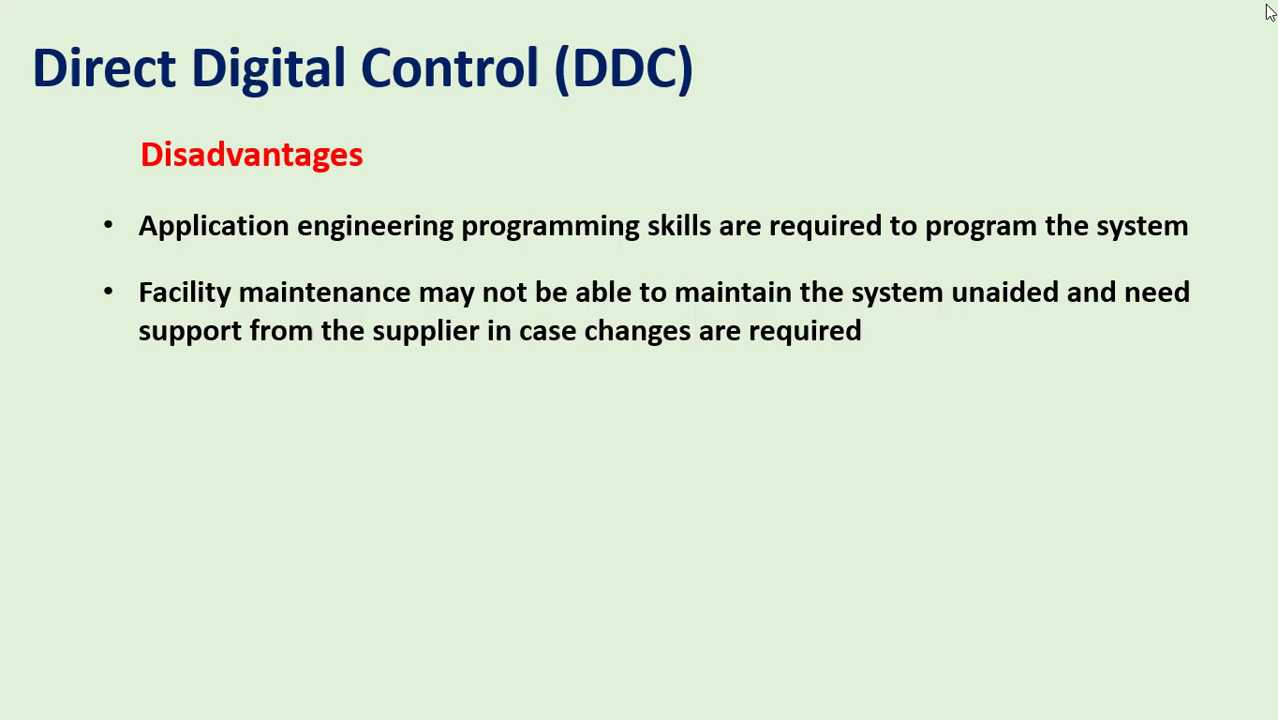 Direct Digital Control (DDC)
Disadvantages
• Application engineering programming skills are required to program the system
• Facility maintenance may not be able to maintain the system unaided and need
support from the supplier in case changes are required